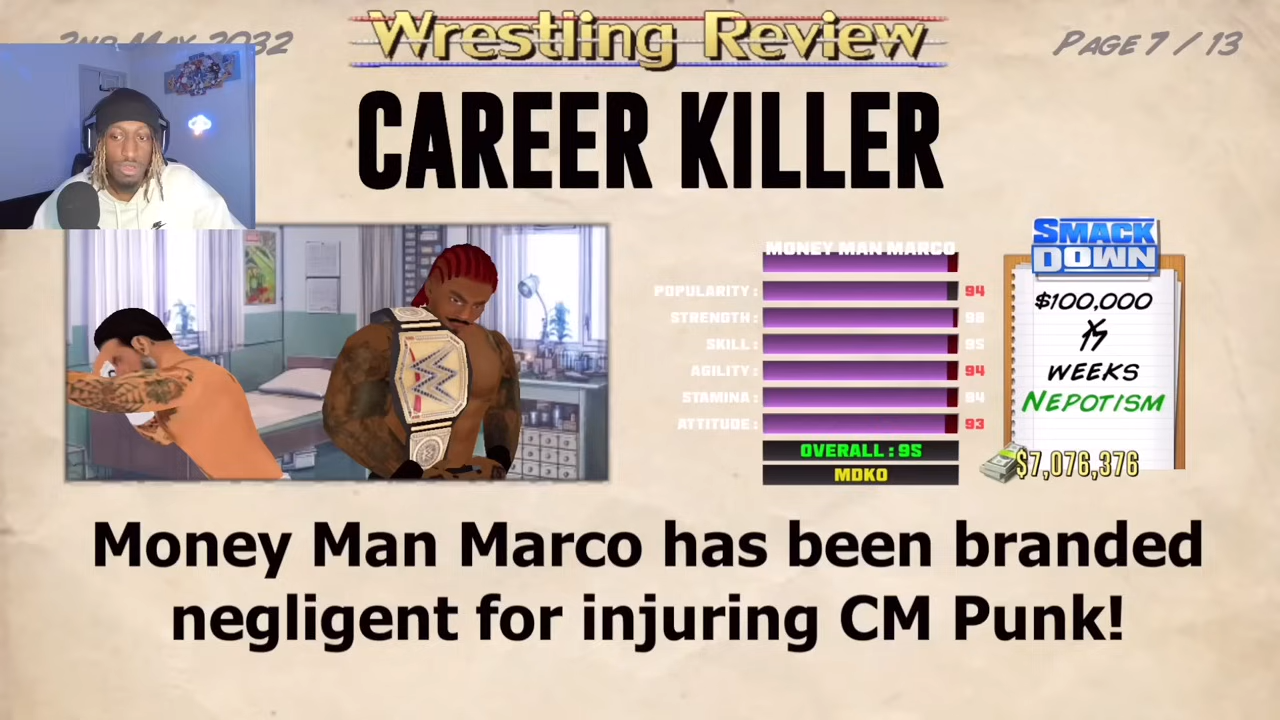 2nd May 2032
Wrestling Review
Page 7 / 13
CAREER KILLER
MONEY MAN MARCO
POPULARITY : 94
STRENGTH : 98
SKILL : 95
AGILITY : 94
STAMINA : 94
ATTITUDE : 93
OVERALL : 95
MDKO
SMACK
DOWN
$100,000
WEEKS
NEPOTISM
$7,076,376
Money Man Marco has been branded
negligent for injuring CM Punk!